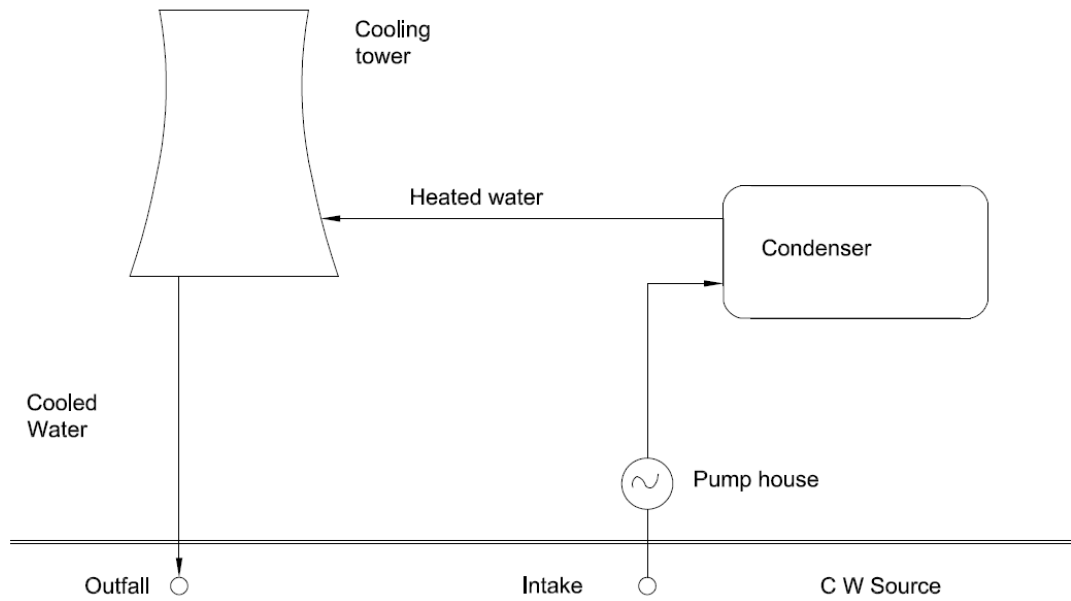 Cooling
tower
Heated water
Condenser
Cooled
Water
Pump house
Outfall
Intake
C W Source